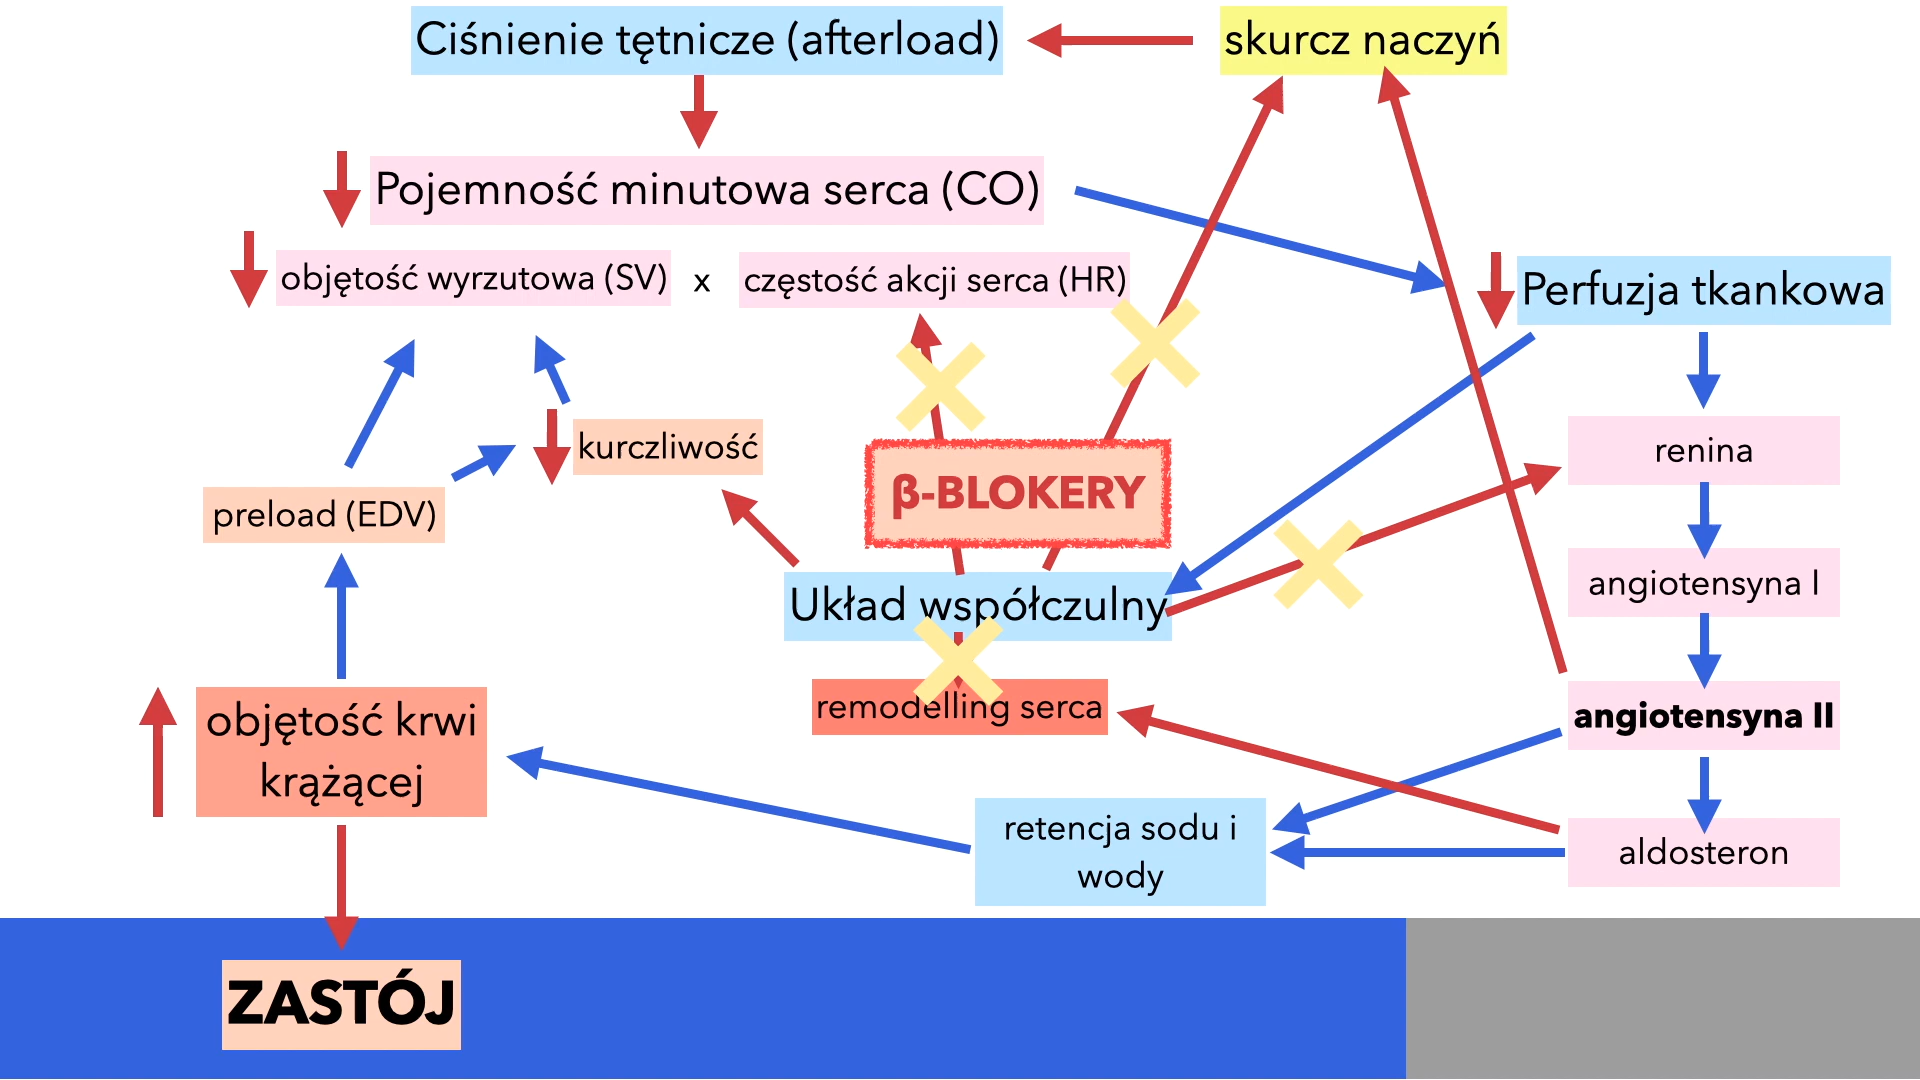 Ciśnienie tętnicze (afterload)
skurcz naczyń
Pojemność minutowa serca (CO)
objętość wyrzutowa (SV) x częstość akcji serca (HR)
Perfuzja tkankowa
kurczliwość
renina
β-BLOKERY
preload (EDV)
angiotensyna I
Układ współczulny
remodelling serca
angiotensyna II
objętość krwi
krążącej
retencja sodu i
wody
aldosteron
ZASTÓJ